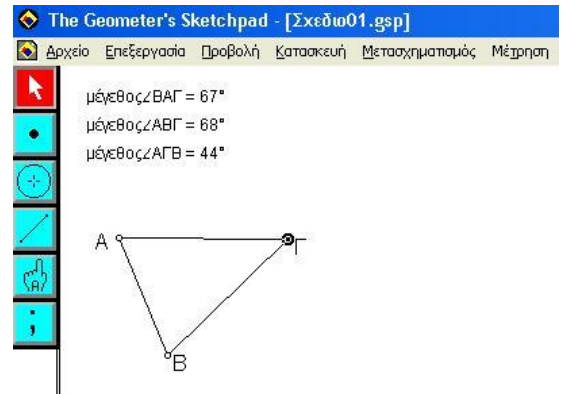 The Geometer's Sketchpad - [Σχεδω01.gsp]
Αρχείο Επεξεργασία Προβολή Κατασκευή Μετασχηματισμός Μέτρηση
μέγεθος∠ΒΑΓ = 67°
μέγεθος∠ΑΒΓ = 68°
μέγεθος∠ΑΓΒ = 44°
Α Γ
Β